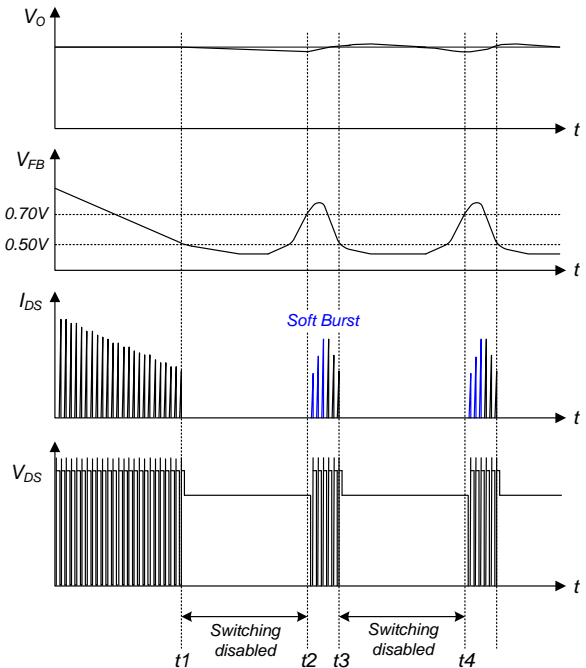 VO
t
VFB
0.70V
0.50V
t
IDS
Soft Burst
t
VDS
t
Switching
disabled
Switching
disabled
t1
t2
t3
t4